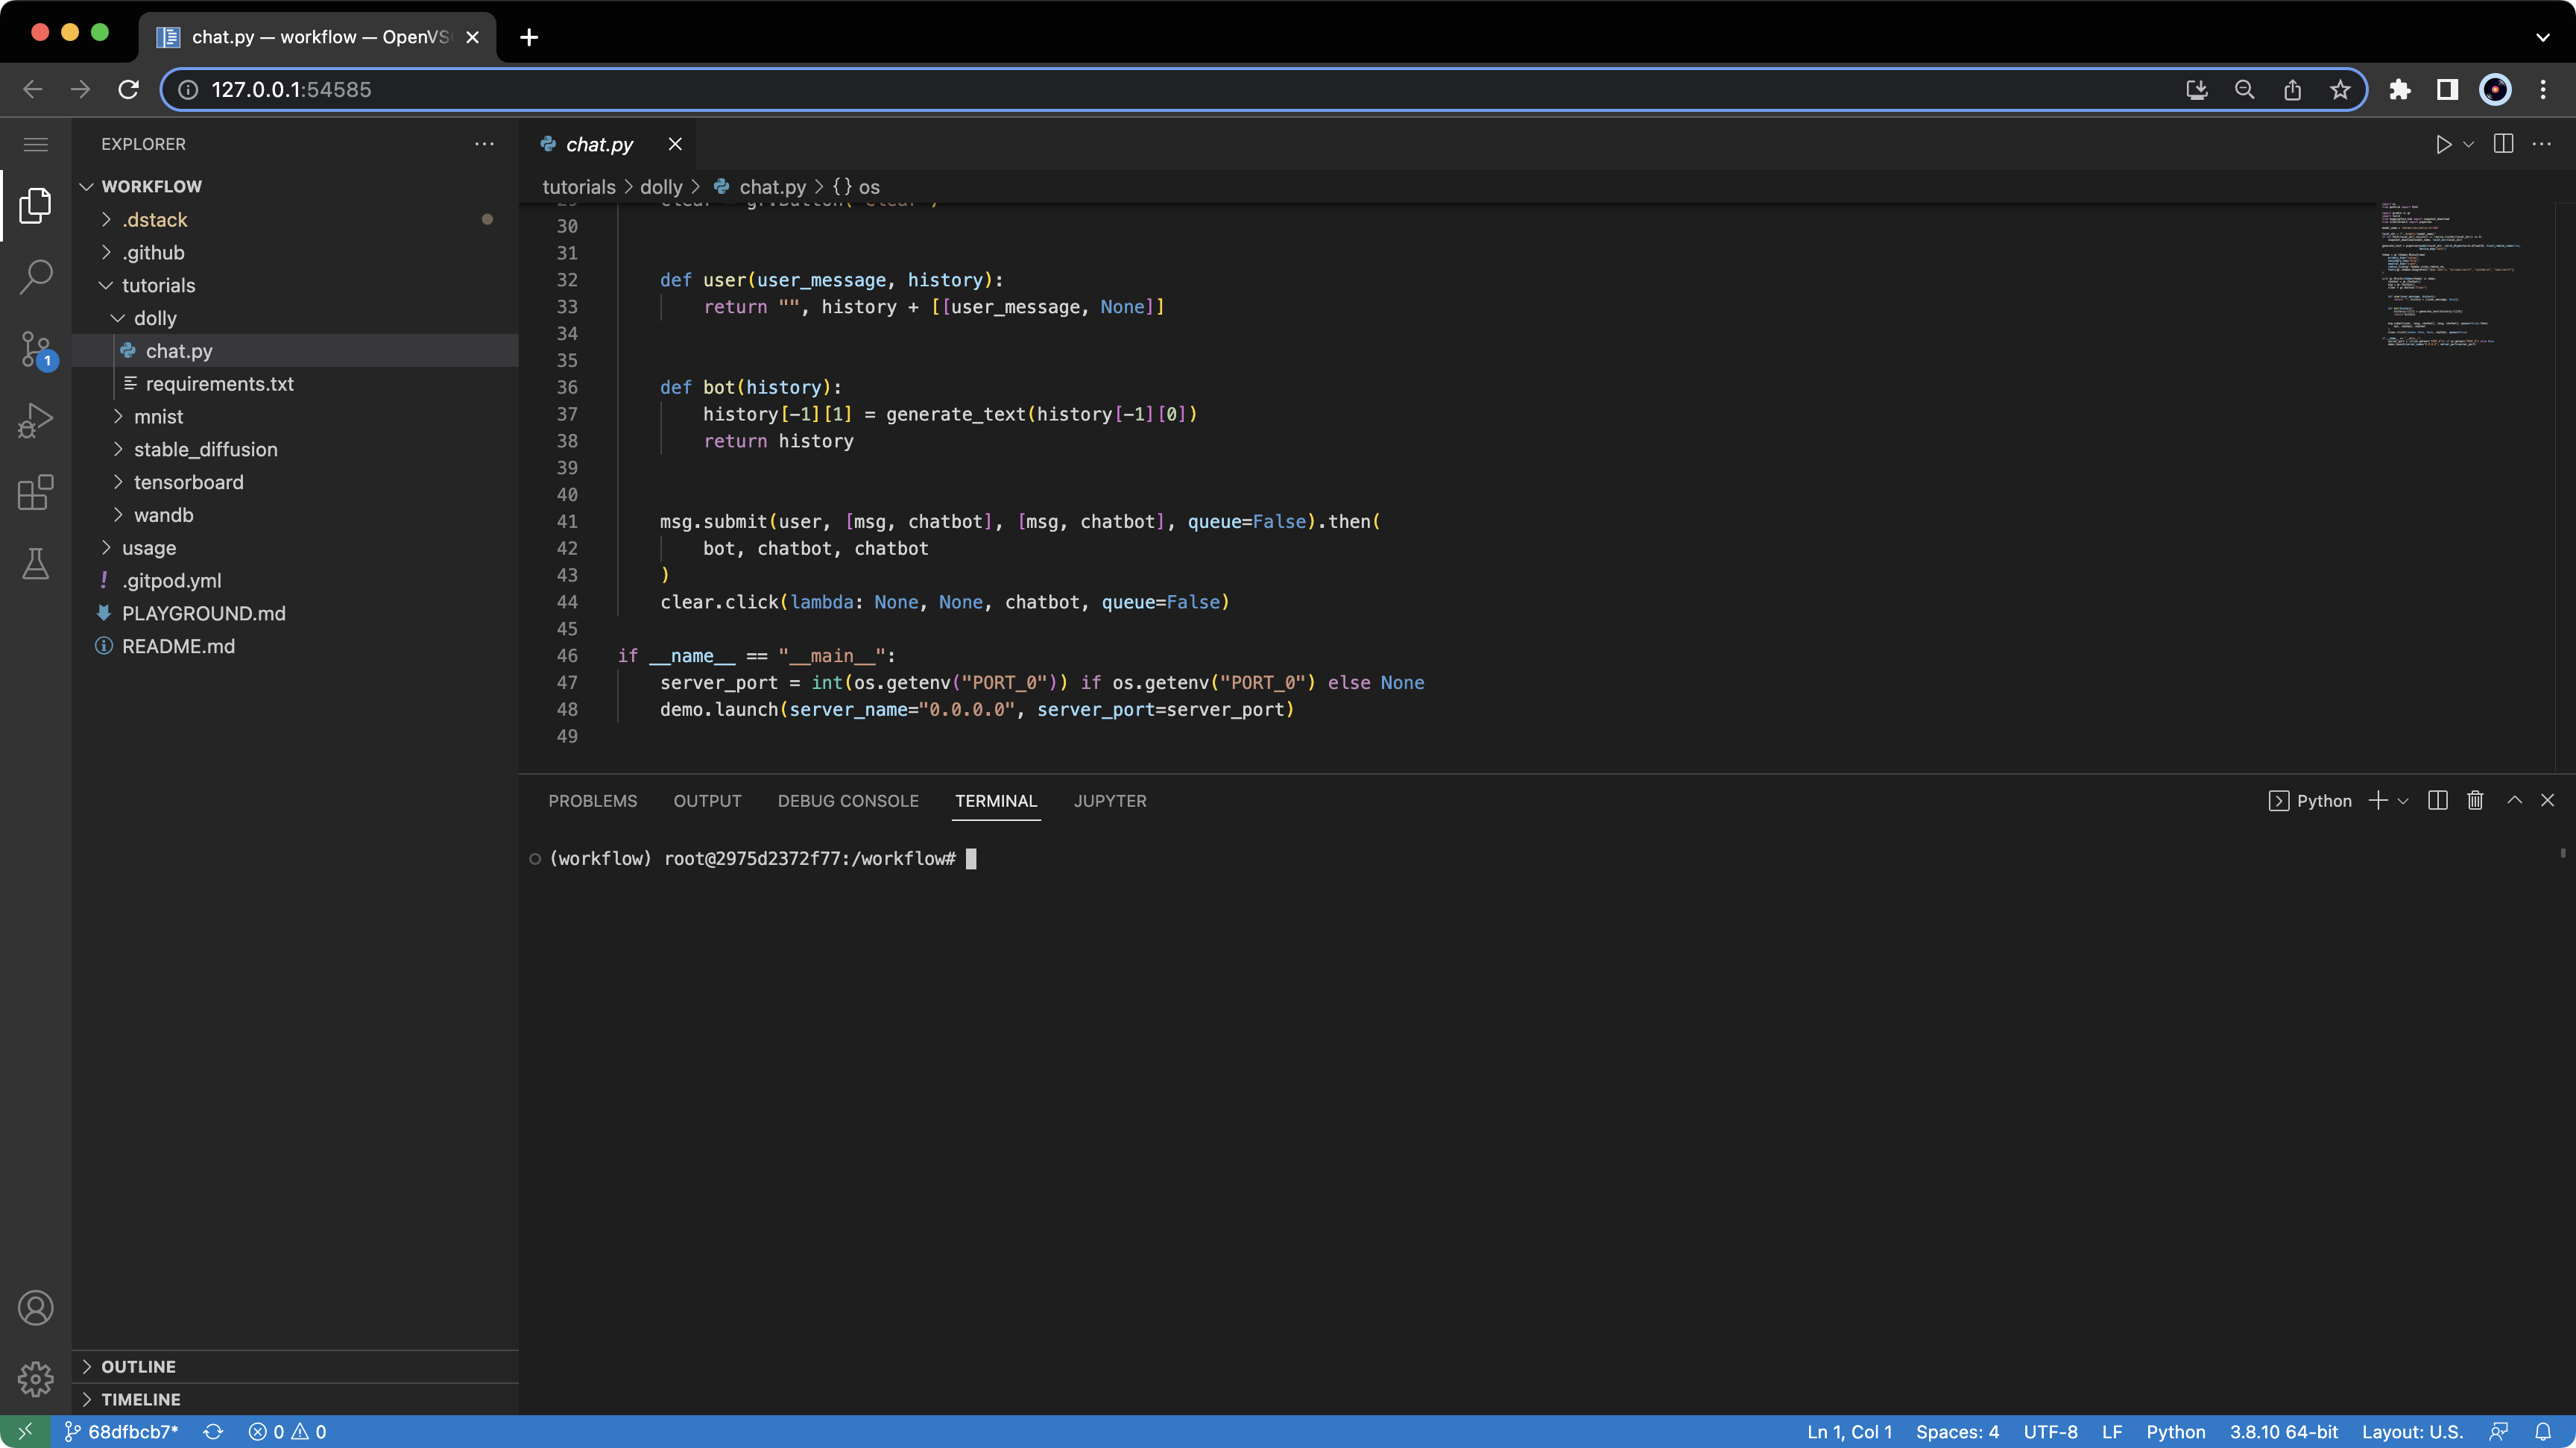 chat.py — workflow — OpenVS
127.0.0.1:54585
EXPLORER
WORKFLOW
.dstack
.github
tutorials
dolly
chat.py
requirements.txt
mnist
stable_diffusion
tensorboard
wandb
usage
.gitpod.yml
PLAYGROUND.md
README.md
OUTLINE
TIMELINE
chat.py
tutorials > dolly > chat.py > {} os
30
31
32 def user(user_message, history):
33 return "", history + [[user_message, None]]
34
35
36 def bot(history):
37 history[-1][1] = generate_text(history[-1][0])
38 return history
39
40
41 msg.submit(user, [msg, chatbot], [msg, chatbot], queue=False).then(
42 bot, chatbot, chatbot
43 )
44 clear.click(lambda: None, None, chatbot, queue=False)
45
46 if __name__ == "__main__":
47 server_port = int(os.getenv("PORT_0")) if os.getenv("PORT_0") else None
48 demo.launch(server_name="0.0.0.0", server_port=server_port)
49
PROBLEMS OUTPUT DEBUG CONSOLE TERMINAL JUPYTER
Python
(workflow) root@2975d2372f77:/workflow#
1
68dfbcb7* 0 0
Ln 1, Col 1 Spaces: 4 UTF-8 LF Python 3.8.10 64-bit Layout: U.S.